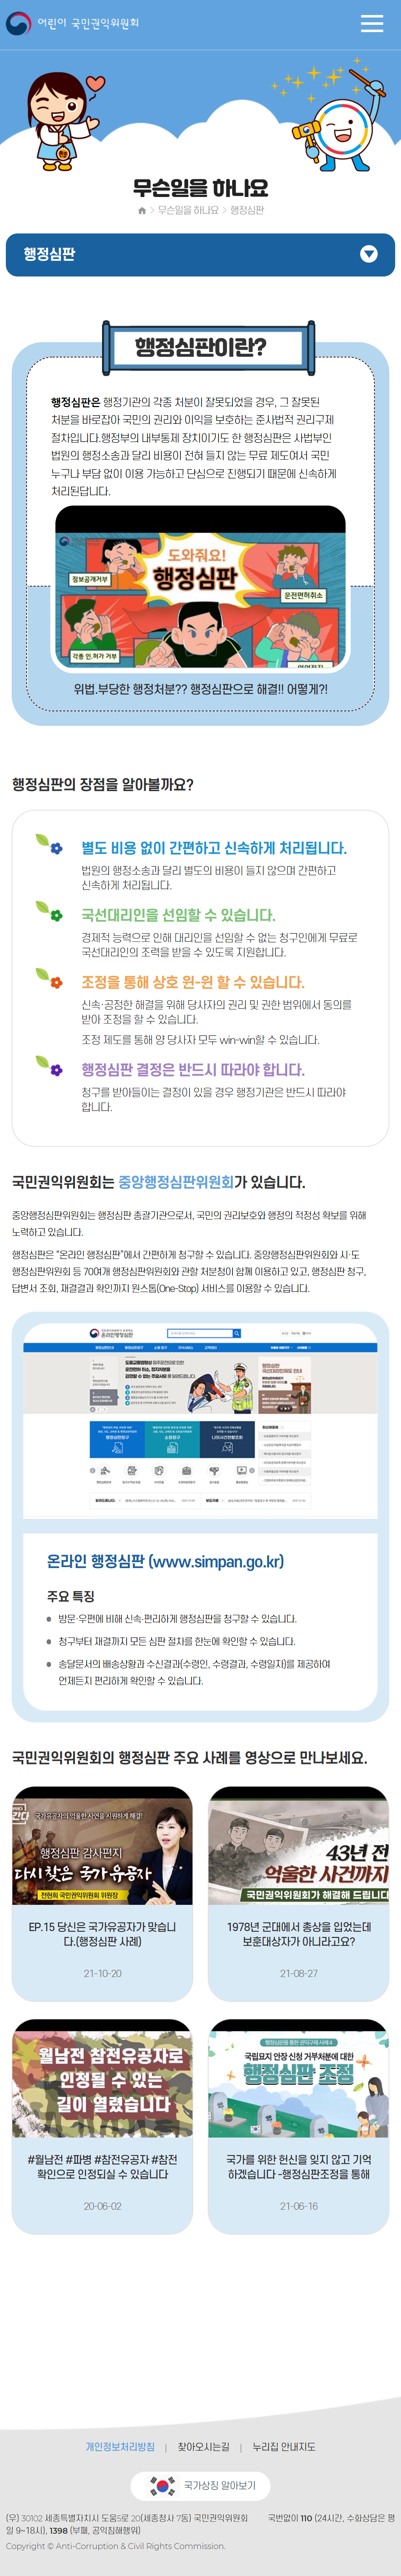 어린이 국민권익위원회
무슨일을 하나요
무슨일을 하나요 > 행정심판
행정심판
행정심판이란?
행정심판은 행정기관의 각종 처분이 잘못되었을 경우, 그 잘못된
처분을 바로잡아 국민의 권리와 이익을 보호하는 준사법적 권리구제
절차입니다.행정부의 내부통제 장치이기도 한 행정심판은 사법부인
법원의 행정소송과 달리 비용이 전혀 들지 않는 무료 제도여서 국민
누구나 부담 없이 이용 가능하고 단심으로 진행되기 때문에 신속하게
처리된답니다.
도와줘요!
행정심판
정보공개거부
운전면허취소
각종 인.허가 거부
위법.부당한 행정처분?? 행정심판으로 해결!! 어떻게?!
행정심판의 장점을 알아볼까요?
별도 비용 없이 간편하고 신속하게 처리됩니다.
법원의 행정소송과 달리 별도의 비용이 들지 않으며 간편하고
신속하게 처리됩니다.
국선대리인을 선임할 수 있습니다.
경제적 능력으로 인해 대리인을 선임할 수 없는 청구인에게 무료로
국선대리인의 조력을 받을 수 있도록 지원합니다.
조정을 통해 상호 윈-윈 할 수 있습니다.
신속·공정한 해결을 위해 당사자의 권리 및 권한 범위에서 동의를
받아 조정을 할 수 있습니다.
조정 제도를 통해 양 당사자 모두 win-win할 수 있습니다.
행정심판 결정은 반드시 따라야 합니다.
청구를 받아들이는 결정이 있을 경우 행정기관은 반드시 따라야
합니다.
국민권익위원회는 중앙행정심판위원회가 있습니다.
중앙행정심판위원회는 행정심판 총괄기관으로서, 국민의 권리보호와 행정의 적정성 확보를 위해
노력하고 있습니다.
행정심판은 “온라인 행정심판”에서 간편하게 청구할 수 있습니다. 중앙행정심판위원회와 시·도
행정심판위원회 등 70여개 행정심판위원회와 관할 처분청이 함께 이용하고 있고, 행정심판 청구,
답변서 조회, 재결결과 확인까지 원스톱(One-Stop) 서비스를 이용할 수 있습니다.
온라인행정심판
온라인 행정심판 (www.simpan.go.kr)
주요 특징
방문·우편에 비해 신속·편리하게 행정심판을 청구할 수 있습니다.
청구부터 재결까지 모든 심판 절차를 한눈에 확인할 수 있습니다.
송달문서의 배송상황과 수신결과(수령인, 수령결과, 수령일자)를 제공하여
언제든지 편리하게 확인할 수 있습니다.
국민권익위원회의 행정심판 주요 사례를 영상으로 만나보세요.
국가유공자의 억울한 사연을 시원하게 해결!
행정심판 감사편지
다시 찾은 국가유공자
전현희 국민권익위원회 위원장
EP.15 당신은 국가유공자가 맞습니
다.(행정심판 사례)
21-10-20
43년 전
억울한 사건까지
국민권익위원회가 해결해 드립니다
1978년 군대에서 총상을 입었는데
보훈대상자가 아니라고요?
21-08-27
월남전 참전유공자로
인정될 수 있는
길이 열렸습니다
#월남전 #파병 #참전유공자 #참전
확인으로 인정되실 수 있습니다
20-06-02
국립묘지 안장 신청 거부처분에 대한
행정심판 조정
국가를 위한 헌신을 잊지 않고 기억
하겠습니다 -행정심판조정을 통해
21-06-16
개인정보처리방침 | 찾아오시는길 | 누리집 안내지도
국가상징 알아보기
(우) 30102 세종특별자치시 도움5로 20(세종청사 7동) 국민권익위원회 국번없이 110 (24시간, 수화상담은 평
일 9~18시), 1398 (부패, 공익침해행위)
Copyright © Anti-Corruption & Civil Rights Commission.